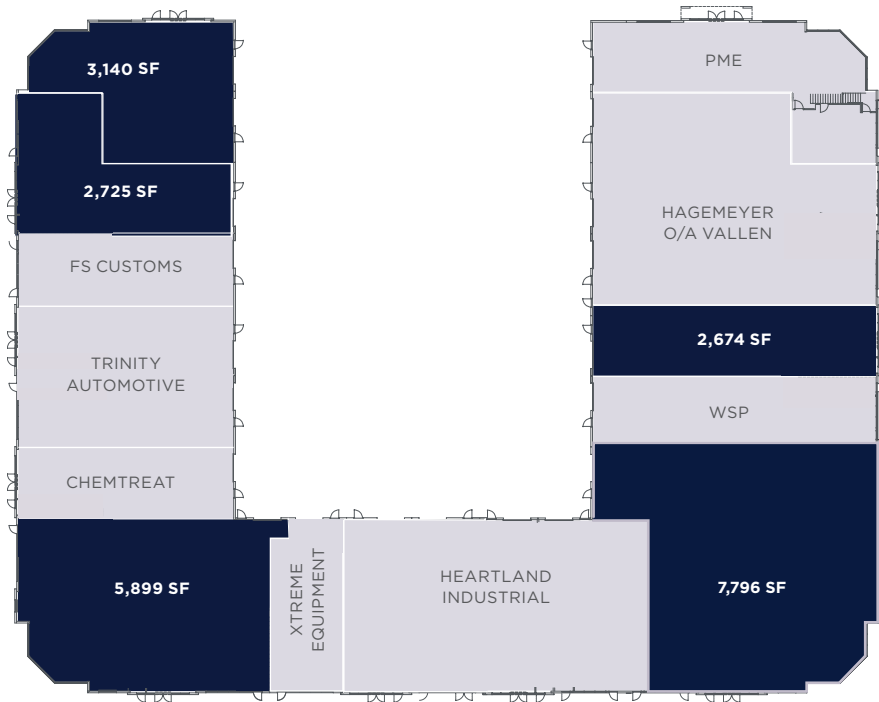 3,140 SF
2,725 SF
FS CUSTOMS
TRINITY
AUTOMOTIVE
CHEMTREAT
5,899 SF
XTREME
EQUIPMENT
HEARTLAND
INDUSTRIAL
PME
HAGEMEYER
O/A VALLEN
2,674 SF
WSP
7,796 SF